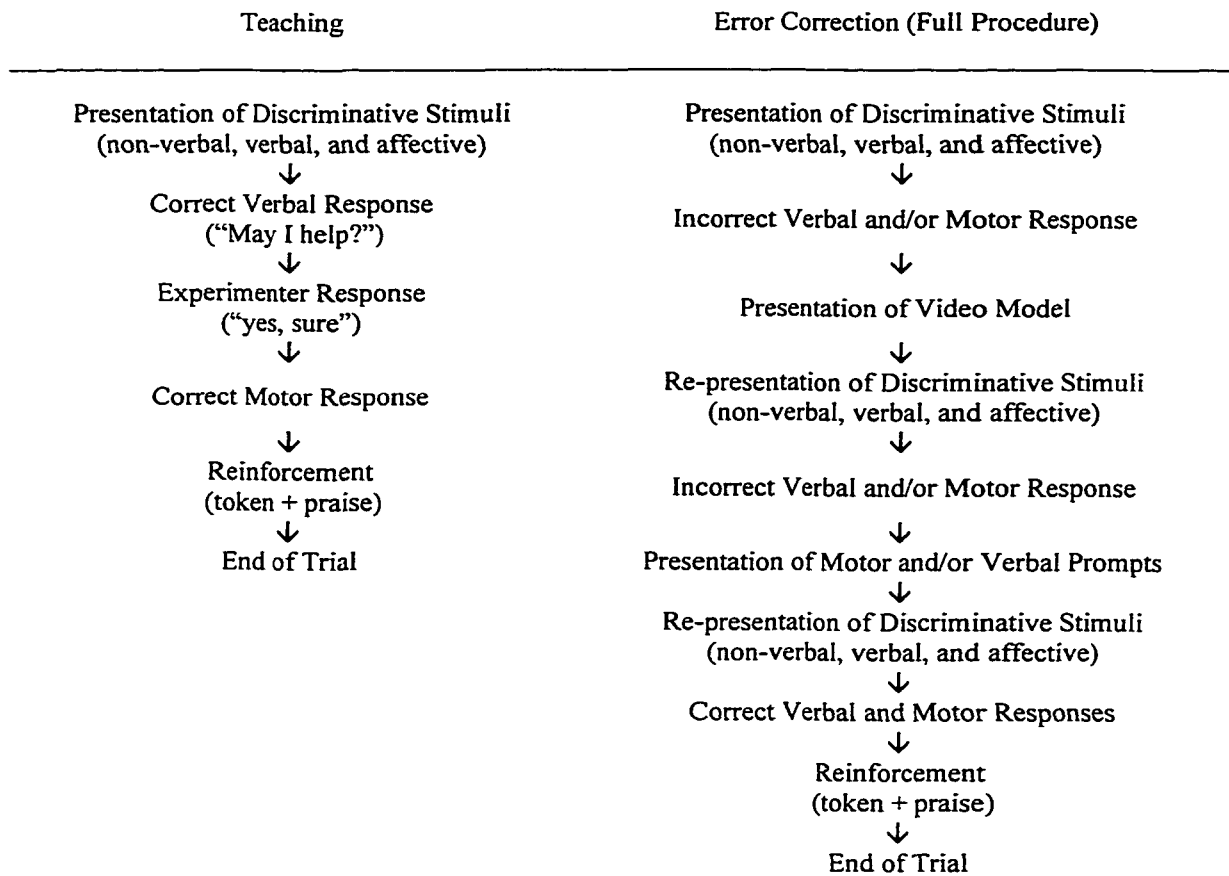 Teaching
Error Correction (Full Procedure)
Presentation of Discriminative Stimuli
(non-verbal, verbal, and affective)
↓
Correct Verbal Response
("May I help?")
↓
Experimenter Response
("yes, sure")
↓
Correct Motor Response
↓
Reinforcement
(token + praise)
↓
End of Trial
Presentation of Discriminative Stimuli
(non-verbal, verbal, and affective)
↓
Incorrect Verbal and/or Motor Response
↓
Presentation of Video Model
↓
Re-presentation of Discriminative Stimuli
(non-verbal, verbal, and affective)
↓
Incorrect Verbal and/or Motor Response
↓
Presentation of Motor and/or Verbal Prompts
↓
Re-presentation of Discriminative Stimuli
(non-verbal, verbal, and affective)
↓
Correct Verbal and Motor Responses
↓
Reinforcement
(token + praise)
↓
End of Trial